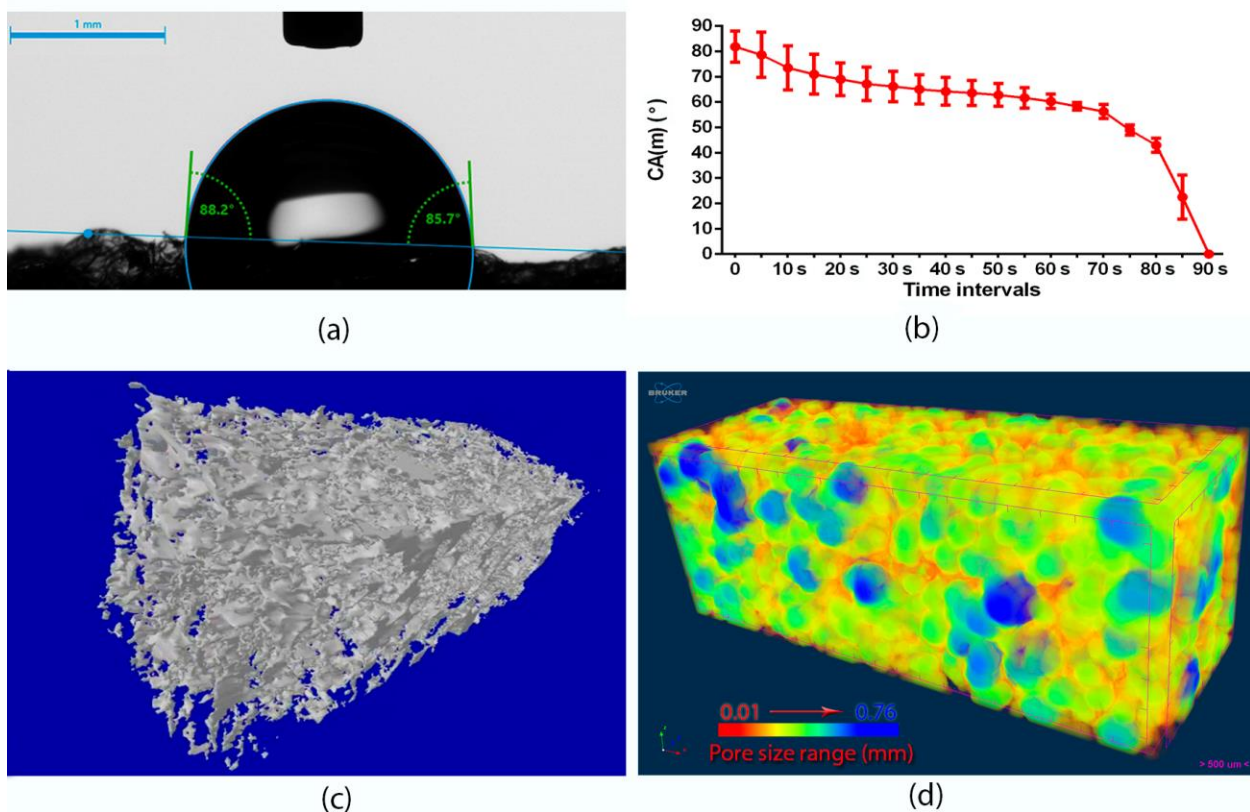 1 mm
88.2°
85.7°
(a)
CA(m) (°)
90
80
70
60
50
40
30
20
10
0
0 10 s 20 s 30 s 40 s 50 s 60 s 70 s 80 s 90 s
Time intervals
(b)
(c)
BRUKER
0.01 0.76
Pore size range (mm)
> 500 um <
(d)